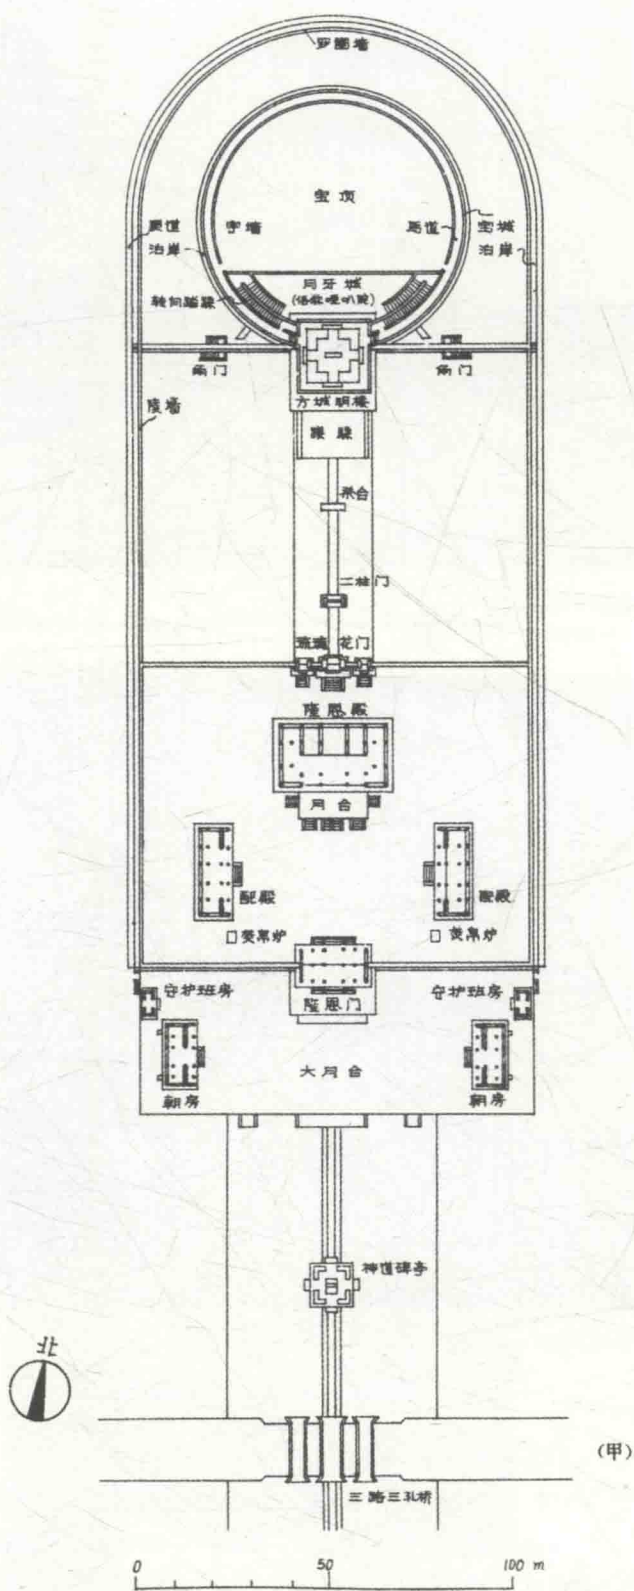 罗圈墙
宝顶
马道
宇墙
马道
宝城
泊岸
泊岸
月牙城
(俗称哑叭院)
转向踏跺
角门
角门
方城明楼
陵墙
踏跺
祭台
二柱门
琉璃花门
隆恩殿
月台
配殿
配殿
焚帛炉
焚帛炉
守护班房
守护班房
隆恩门
大月台
朝房
朝房
神道碑亭
北
(甲)
三路三孔桥
0 50 100 m